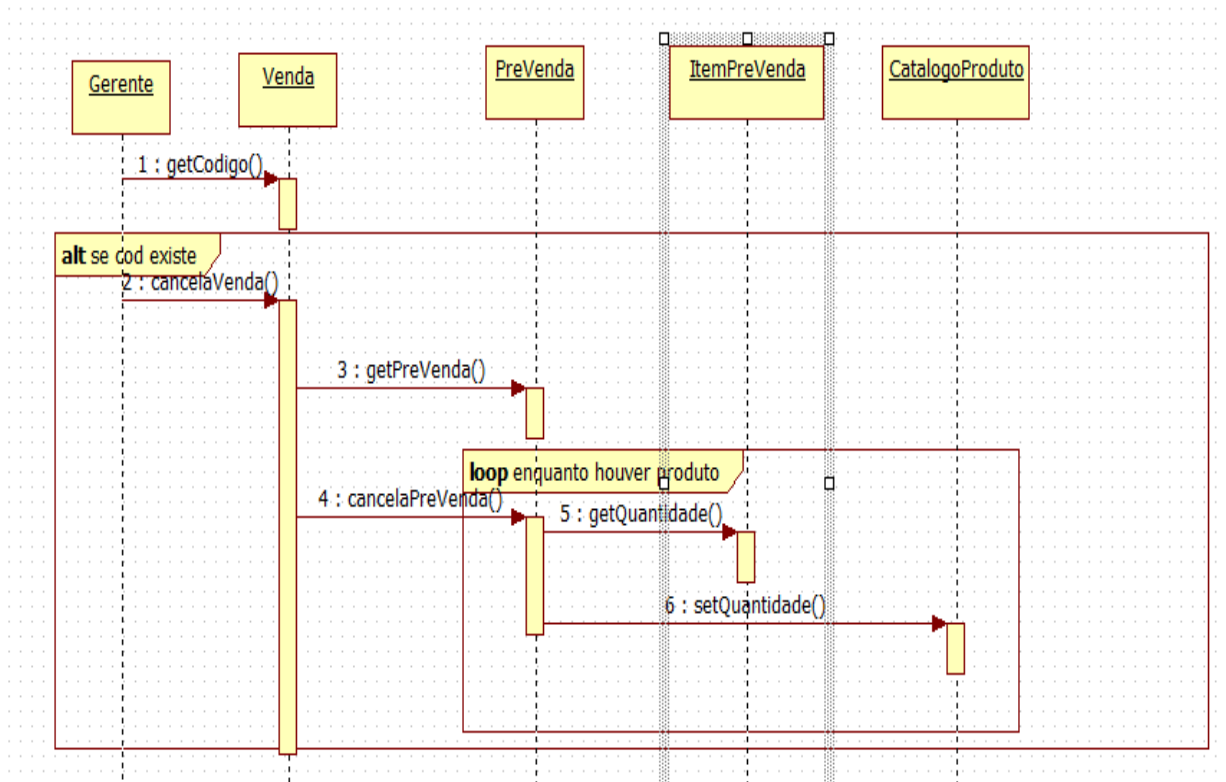 Gerente
Venda
PreVenda
ItemPreVenda
CatalogoProduto
1 : getCodigo()
alt se cod existe
2 : cancelaVenda()
3 : getPreVenda()
loop enquanto houver produto
4 : cancelaPreVenda()
5 : getQuantidade()
6 : setQuantidade()